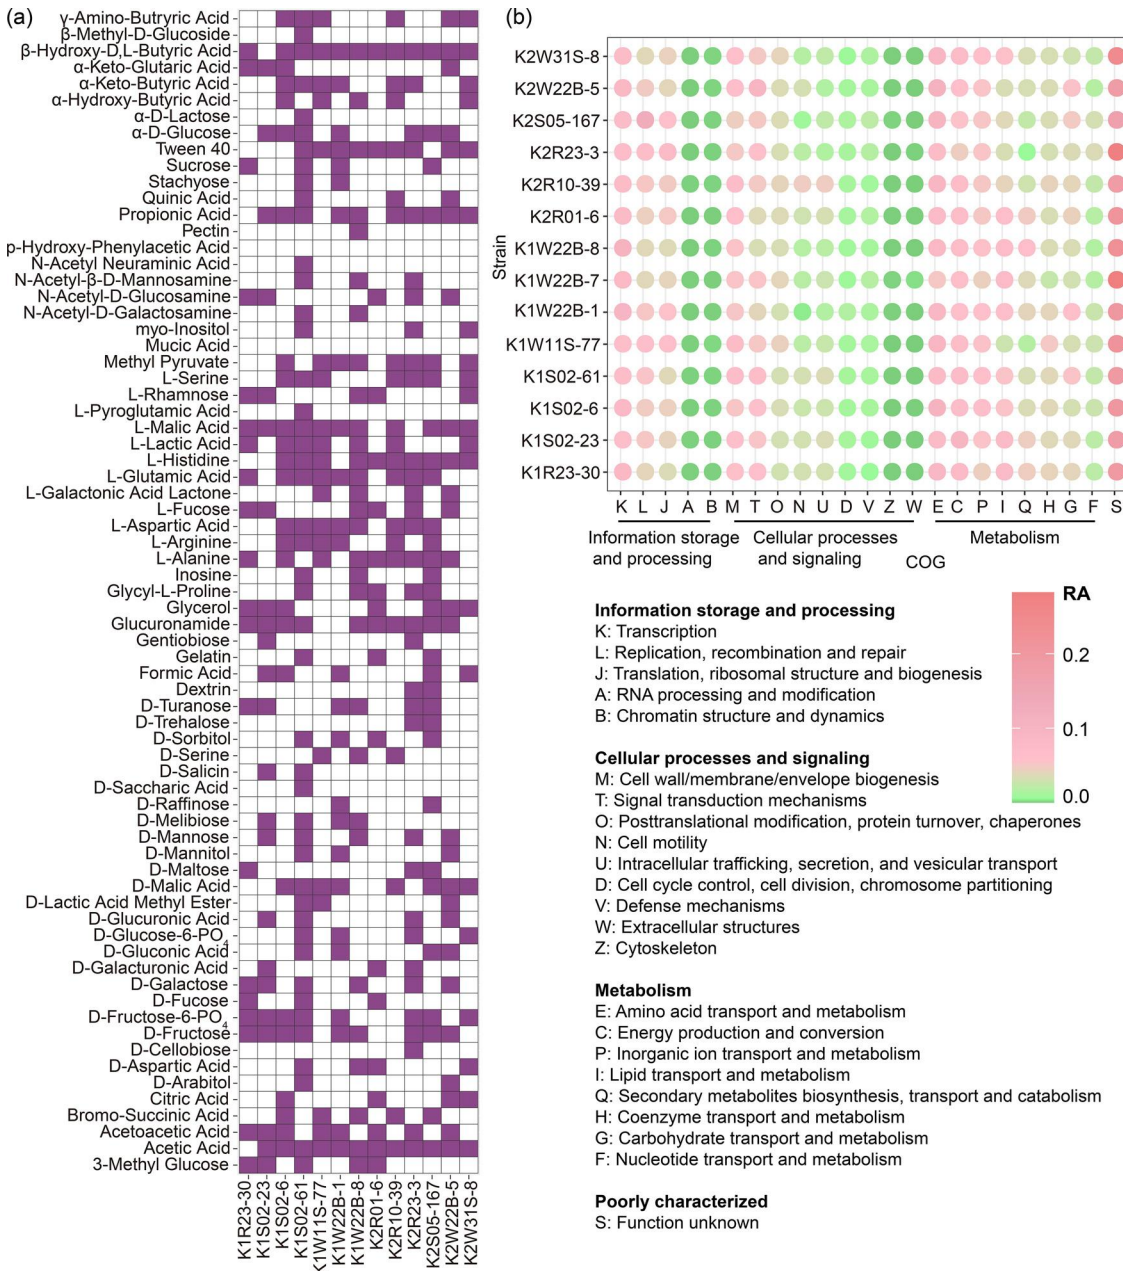 (a)
γ-Amino-Butryric Acid
β-Methyl-D-Glucoside
β-Hydroxy-D,L-Butyric Acid
α-Keto-Glutaric Acid
α-Keto-Butyric Acid
α-Hydroxy-Butyric Acid
α-D-Lactose
α-D-Glucose
Tween 40
Sucrose
Stachyose
Quinic Acid
Propionic Acid
Pectin
p-Hydroxy-Phenylacetic Acid
N-Acetyl Neuraminic Acid
N-Acetyl-β-D-Mannosamine
N-Acetyl-D-Glucosamine
N-Acetyl-D-Galactosamine
myo-Inositol
Mucic Acid
Methyl Pyruvate
L-Serine
L-Rhamnose
L-Pyroglutamic Acid
L-Malic Acid
L-Lactic Acid
L-Histidine
L-Glutamic Acid
L-Galactonic Acid Lactone
L-Fucose
L-Aspartic Acid
L-Arginine
L-Alanine
Inosine
Glycyl-L-Proline
Glycerol
Glucuronamide
Gentiobiose
Gelatin
Formic Acid
Dextrin
D-Turanose
D-Trehalose
D-Sorbitol
D-Serine
D-Salicin
D-Saccharic Acid
D-Raffinose
D-Melibiose
D-Mannose
D-Mannitol
D-Maltose
D-Malic Acid
D-Lactic Acid Methyl Ester
D-Glucuronic Acid
D-Glucose-6-PO4
D-Gluconic Acid
D-Galacturonic Acid
D-Galactose
D-Fucose
D-Fructose-6-PO4
D-Fructose
D-Cellobiose
D-Aspartic Acid
D-Arabitol
Citric Acid
Bromo-Succinic Acid
Acetoacetic Acid
Acetic Acid
3-Methyl Glucose
K1R23-30
K1S02-23
K1S02-6
K1S02-61
K1W11S-77
K1W22B-1
K1W22B-8
K2R01-6
K2R10-39
K2R23-3
K2S05-167
K2W22B-5
K2W31S-8
(b)
Strain
K2W31S-8
K2W22B-5
K2S05-167
K2R23-3
K2R10-39
K2R01-6
K1W22B-8
K1W22B-7
K1W22B-1
K1W11S-77
K1S02-61
K1S02-6
K1S02-23
K1R23-30
K L J A B M T O N U D V Z W E C P I Q H G F S
Information storage and processing
Cellular processes and signaling
Metabolism
COG
RA
0.2
0.1
0.0
Information storage and processing
K: Transcription
L: Replication, recombination and repair
J: Translation, ribosomal structure and biogenesis
A: RNA processing and modification
B: Chromatin structure and dynamics
Cellular processes and signaling
M: Cell wall/membrane/envelope biogenesis
T: Signal transduction mechanisms
O: Posttranslational modification, protein turnover, chaperones
N: Cell motility
U: Intracellular trafficking, secretion, and vesicular transport
D: Cell cycle control, cell division, chromosome partitioning
V: Defense mechanisms
W: Extracellular structures
Z: Cytoskeleton
Metabolism
E: Amino acid transport and metabolism
C: Energy production and conversion
P: Inorganic ion transport and metabolism
I: Lipid transport and metabolism
Q: Secondary metabolites biosynthesis, transport and catabolism
H: Coenzyme transport and metabolism
G: Carbohydrate transport and metabolism
F: Nucleotide transport and metabolism
Poorly characterized
S: Function unknown